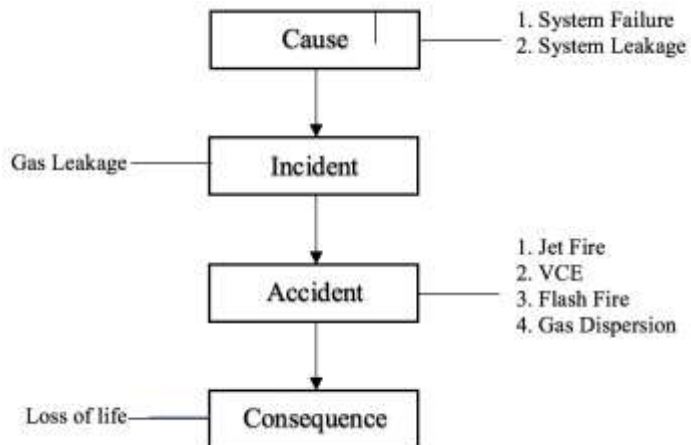 Cause
1. System Failure
2. System Leakage
Gas Leakage
Incident
Accident
1. Jet Fire
2. VCE
3. Flash Fire
4. Gas Dispersion
Loss of life
Consequence